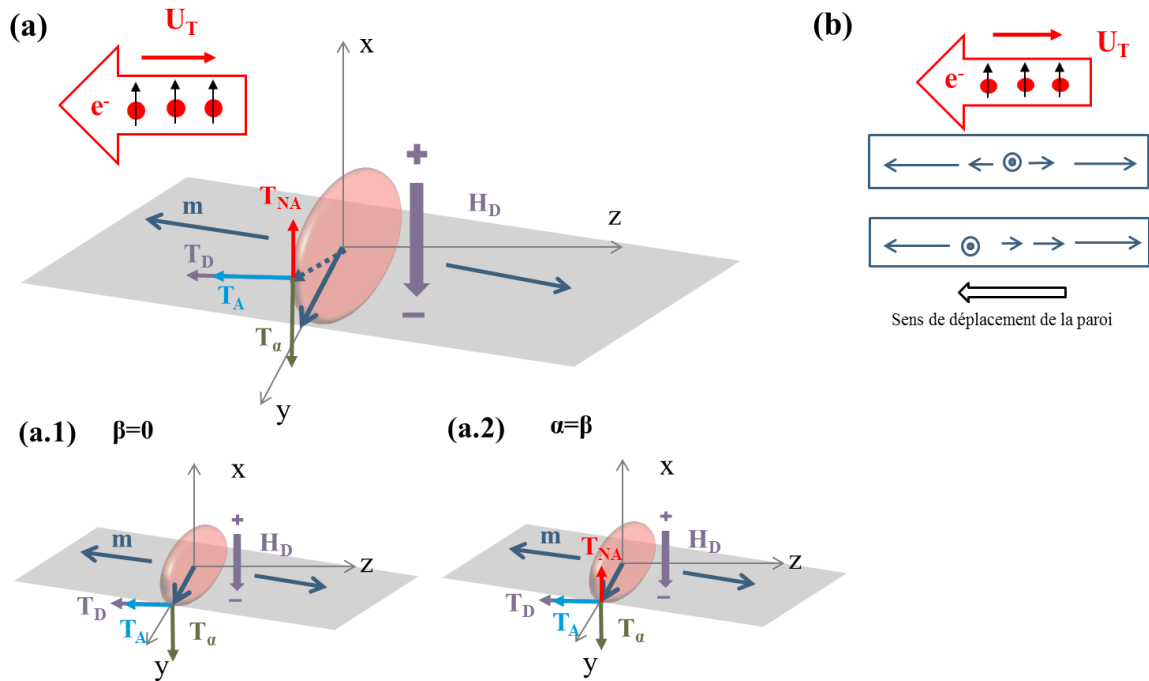 (a)
U_T
e⁻
x
+
T_NA
H_D
z
m
T_D
T_A
−
T_α
y
(b)
U_T
e⁻
Sens de déplacement de la paroi
(a.1) β=0
x
+
m
H_D
z
−
T_D
T_A
T_α
y
(a.2) α=β
x
+
m
T_NA
H_D
z
−
T_D
T_A
T_α
y